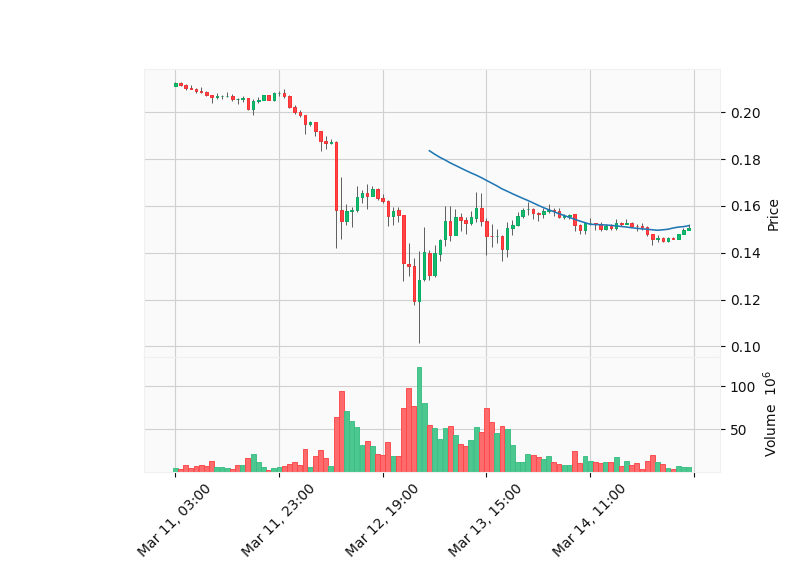 0.20
0.18
0.16
0.14
0.12
0.10
Price
100
50
Volume 10^6
Mar 11, 03:00
Mar 11, 23:00
Mar 12, 19:00
Mar 13, 15:00
Mar 14, 11:00